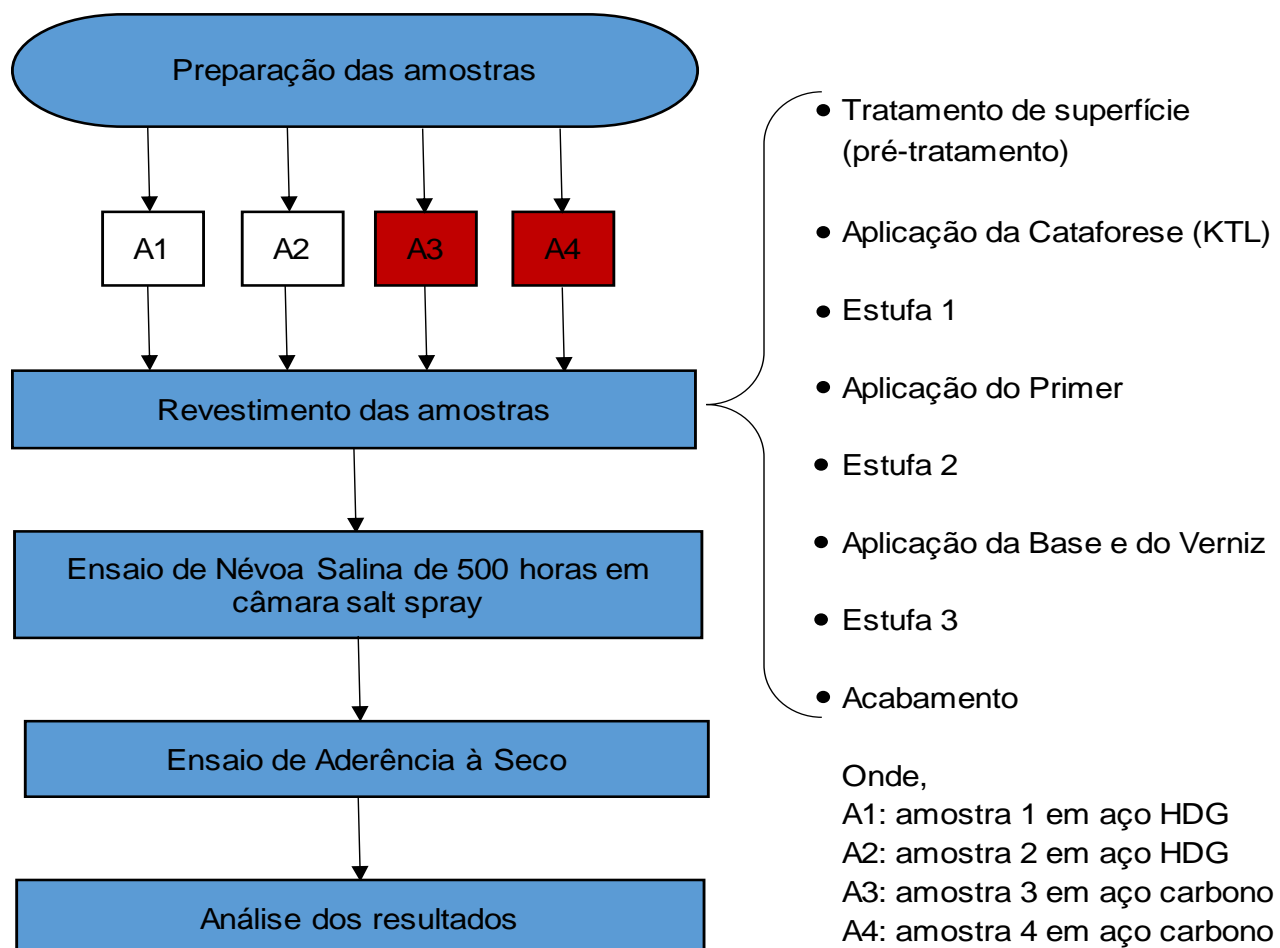 Preparação das amostras
A1
A2
A3
A4
Revestimento das amostras
Ensaio de Névoa Salina de 500 horas em
câmara salt spray
Ensaio de Aderência à Seco
Análise dos resultados
• Tratamento de superfície
(pré-tratamento)
• Aplicação da Cataforese (KTL)
• Estufa 1
• Aplicação do Primer
• Estufa 2
• Aplicação da Base e do Verniz
• Estufa 3
• Acabamento
Onde,
A1: amostra 1 em aço HDG
A2: amostra 2 em aço HDG
A3: amostra 3 em aço carbono
A4: amostra 4 em aço carbono